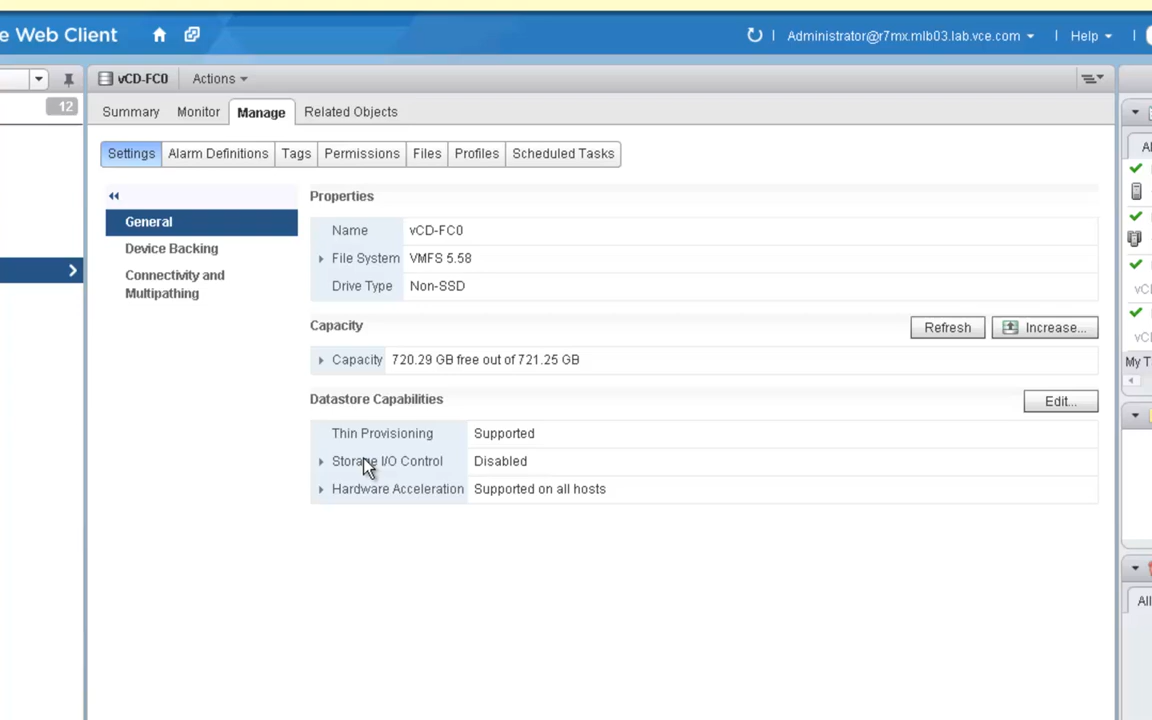 e Web Client
Administrator@r7mx.mlb03.lab.vce.com
Help
vCD-FC0
Actions
12
Summary
Monitor
Manage
Related Objects
Settings
Alarm Definitions
Tags
Permissions
Files
Profiles
Scheduled Tasks
General
Device Backing
Connectivity and
Multipathing
Properties
Name vCD-FC0
File System VMFS 5.58
Drive Type Non-SSD
Capacity
Refresh
Increase...
Capacity 720.29 GB free out of 721.25 GB
Datastore Capabilities
Edit...
Thin Provisioning Supported
Storage I/O Control Disabled
Hardware Acceleration Supported on all hosts
vCD
vCD
My T
All